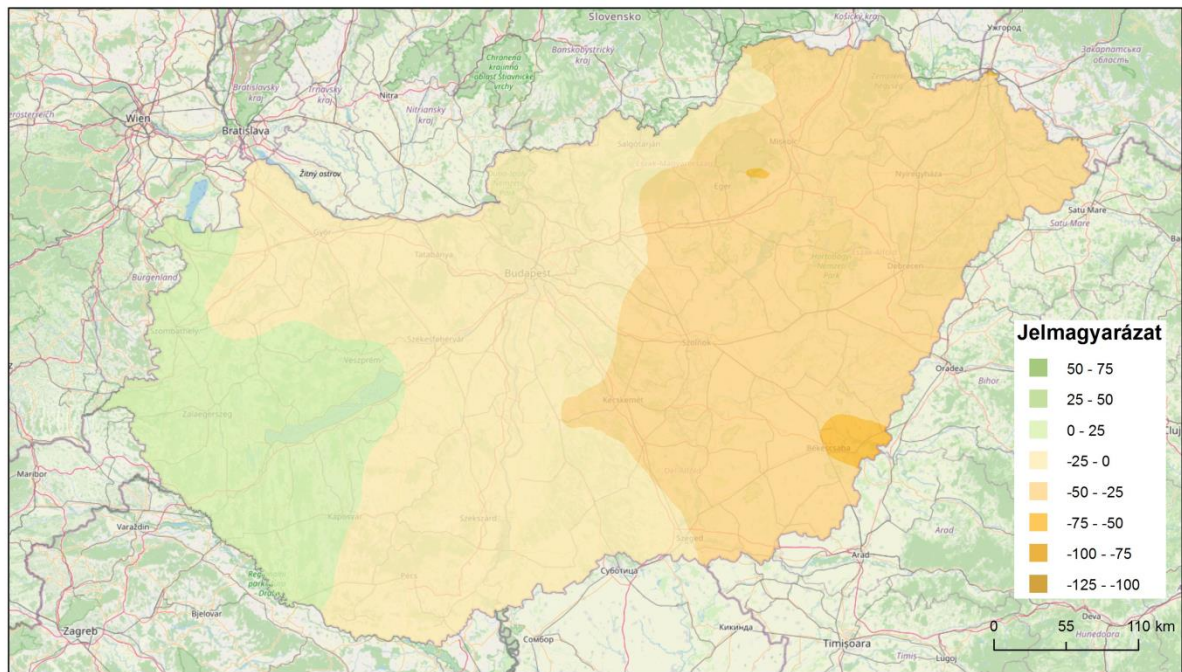 Slovensko
Košický kraj
Ужгород
Banskobystrický kraj
Закарпатська область
Chránená krajinná oblasť Štiavnické vrchy
Trnavský kraj
Nitra
Bratislavský kraj
Nitriansky kraj
Wien
Bratislava
Žitný ostrov
Salgótarján
Miskolc
Eger
Nyíregyháza
Satu Mare
Satu-Mare
Győr
Tatabánya
Budapest
Debrecen
Burgenland
Szombathely
Székesfehérvár
Veszprém
Szolnok
Jelmagyarázat
50 - 75
25 - 50
0 - 25
-25 - 0
-50 - -25
-75 - -50
-100 - -75
-125 - -100
Oradea
Bihor
Zalaegerszeg
Kecskemét
Békéscsaba
Cluj
Maribor
Kaposvár
Szekszárd
Szeged
Varaždin
Pécs
Суботица
Arad
Arad
Bjelovar
Zagreb
Сомбор
Кикинда
Timișoara
Timiș
Lugoj
Deva
Hunedoara
0 55 110 km